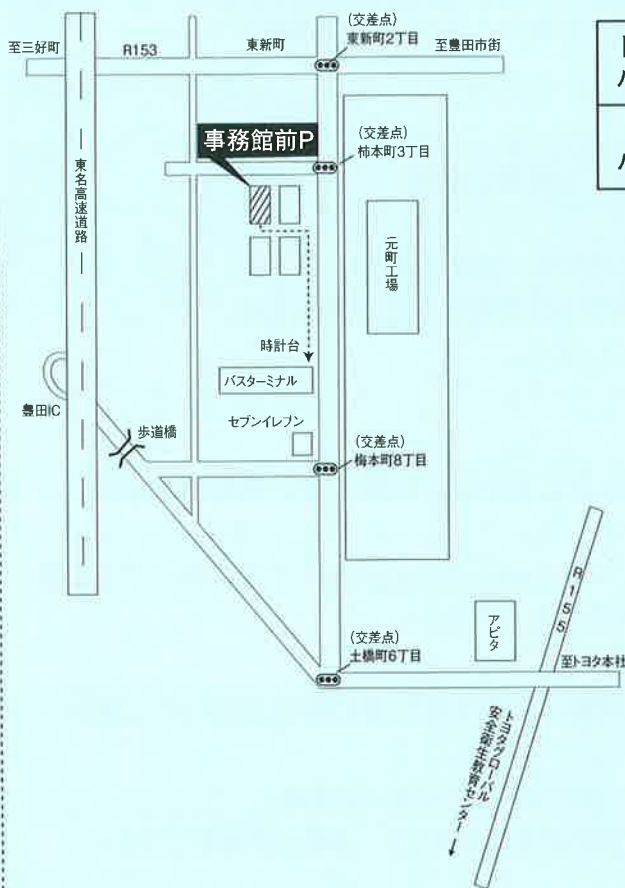 (交差点)
東新町2丁目
至三好町
R153
東新町
至豊田市街
事務館前P
(交差点)
柿本町3丁目
東名高速道路
元町工場
時計台
バスターミナル
豊田IC
歩道橋
セブンイレブン
(交差点)
梅本町8丁目
R155
アピタ
(交差点)
土橋町6丁目
至トヨタ本社
トヨタグローバル
安全衛生教育センター